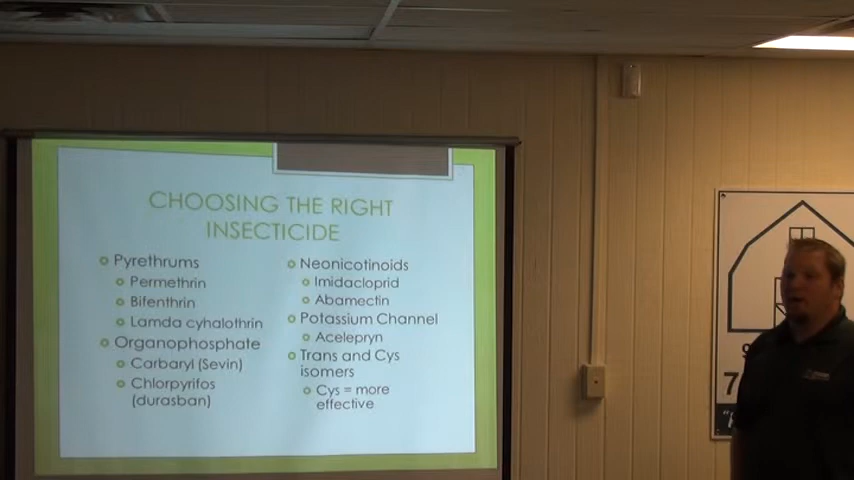 CHOOSING THE RIGHT
INSECTICIDE
Pyrethrums
Permethrin
Bifenthrin
Lamda cyhalothrin
Organophosphate
Carbaryl (Sevin)
Chlorpyrifos
(durasban)
Neonicotinoids
Imidacloprid
Abamectin
Potassium Channel
Acelepryn
Trans and Cys
isomers
Cys = more
effective